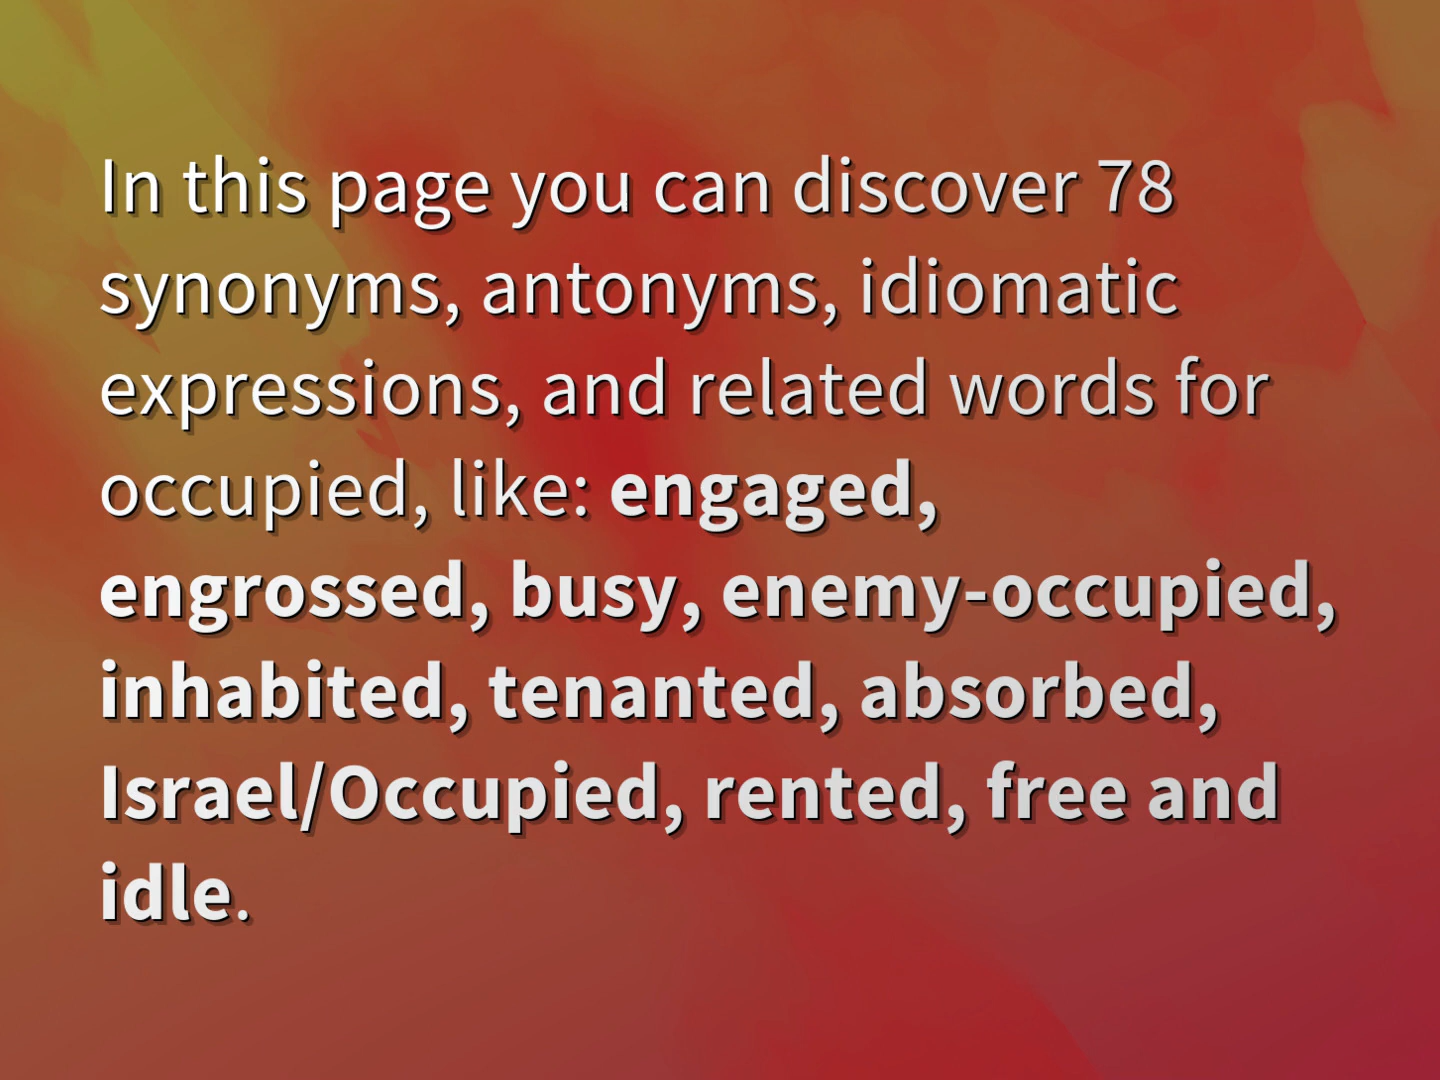 In this page you can discover 78
synonyms, antonyms, idiomatic
expressions, and related words for
occupied, like: engaged,
engrossed, busy, enemy-occupied,
inhabited, tenanted, absorbed,
Israel/Occupied, rented, free and
idle.